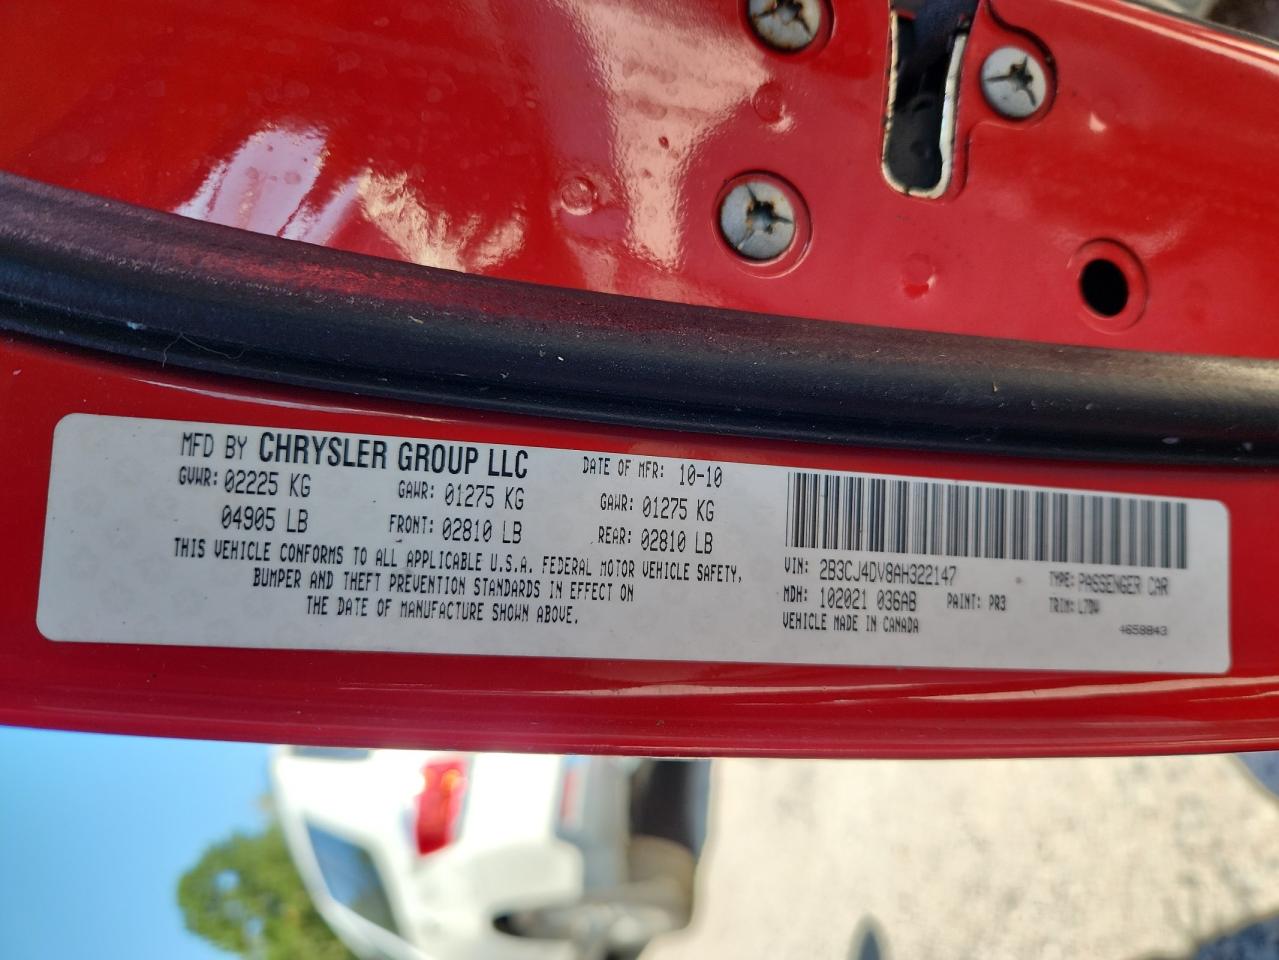 MFD BY CHRYSLER GROUP LLC DATE OF MFR: 10-10
GVWR: 02225 KG GAWR: 01275 KG GAWR: 01275 KG
04905 LB FRONT: 02810 LB REAR: 02810 LB
THIS VEHICLE CONFORMS TO ALL APPLICABLE U.S.A. FEDERAL MOTOR VEHICLE SAFETY,
BUMPER AND THEFT PREVENTION STANDARDS IN EFFECT ON
THE DATE OF MANUFACTURE SHOWN ABOVE.
VIN: 2B3CJ4DV8AH322147 TYPE: PASSENGER CAR
MDH: 102021 036AB PAINT: PR3 TRIM: L7DW
VEHICLE MADE IN CANADA 4658843